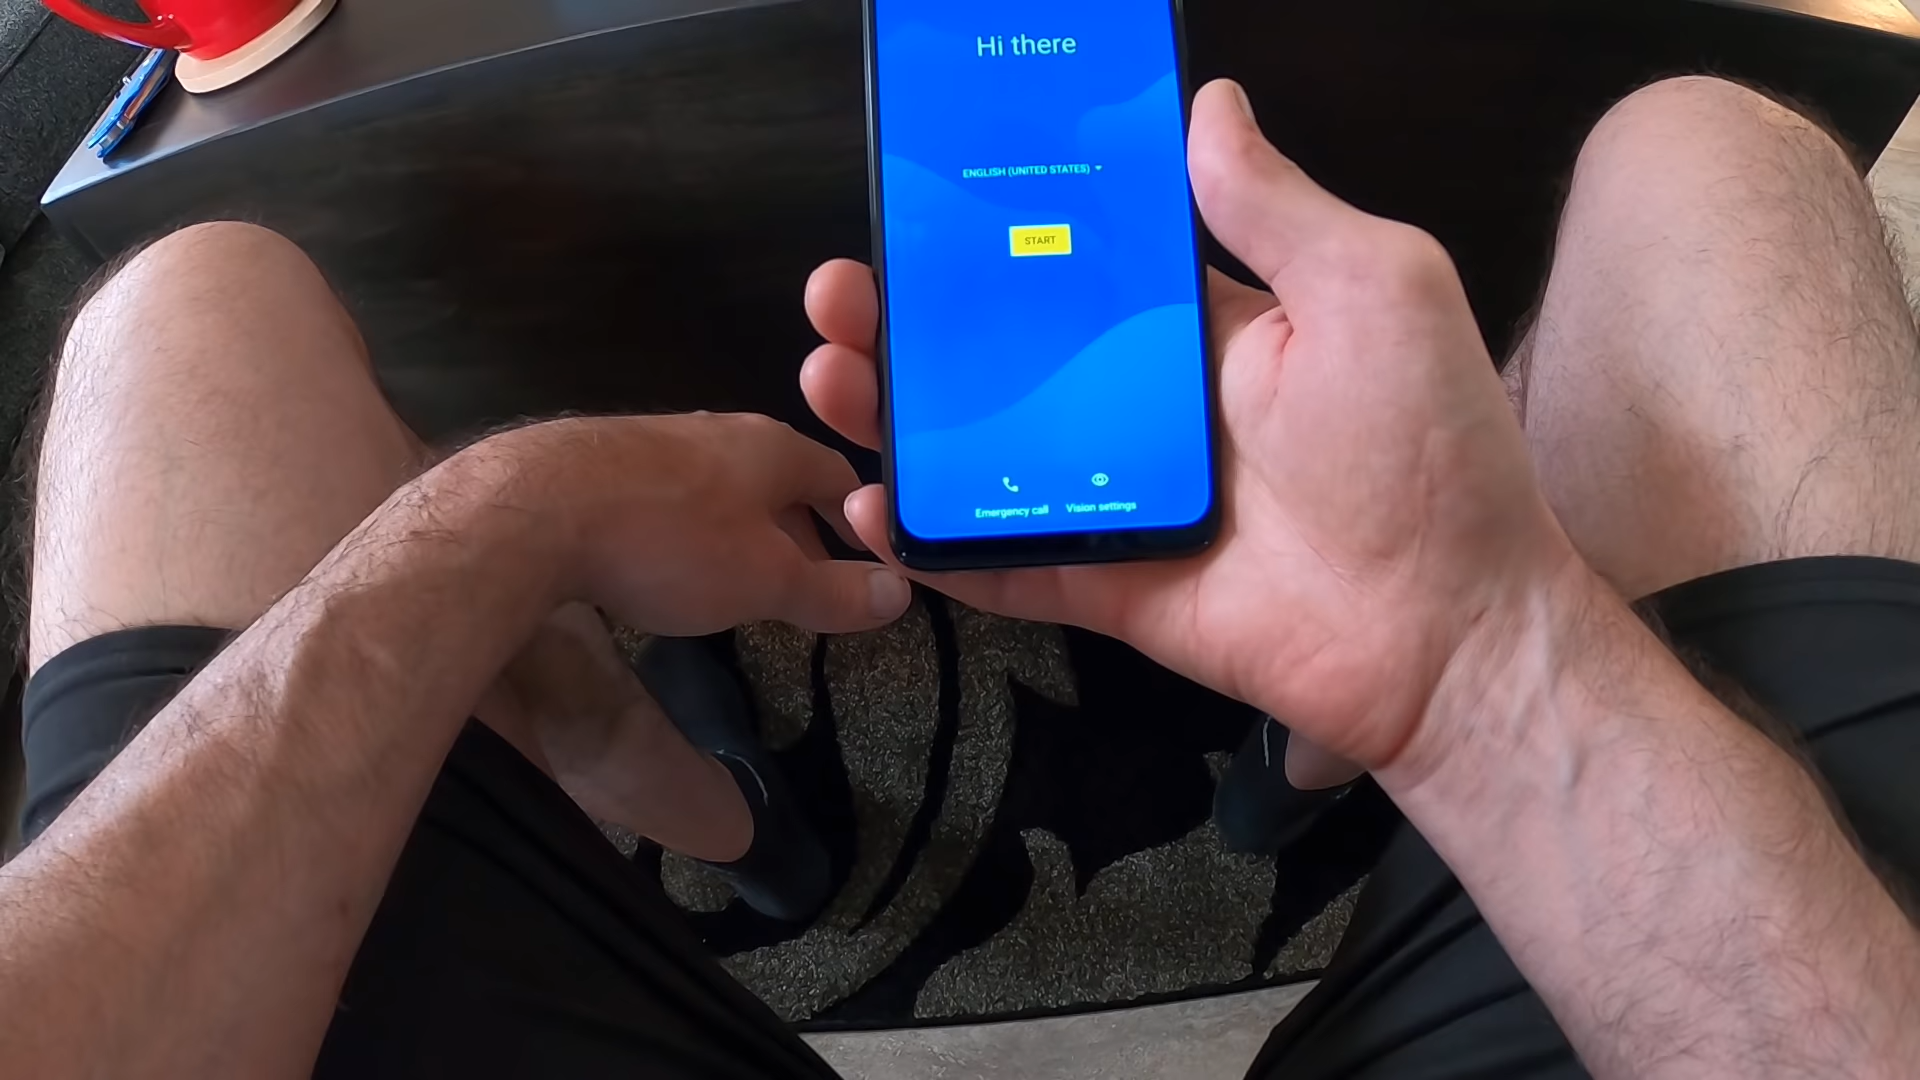 Hi there
ENGLISH (UNITED STATES)
START
Emergency call
Vision settings